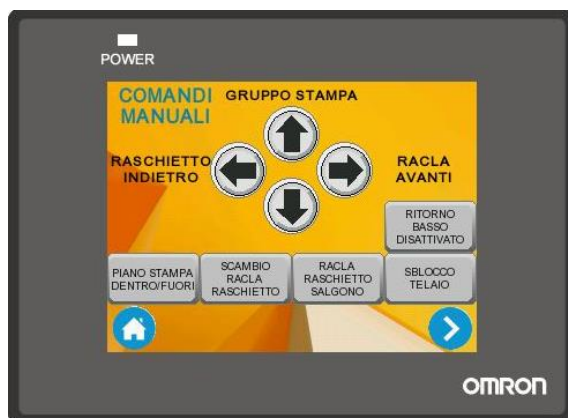 POWER
COMANDI
MANUALI
GRUPPO STAMPA
RASCHIETTO
INDIETRO
RACLA
AVANTI
RITORNO
BASSO
DISATTIVATO
PIANO STAMPA
DENTRO/FUORI
SCAMBIO
RACLA
RASCHIETTO
RACLA
RASCHIETTO
SALGONO
SBLOCCO
TELAIO
OMRON